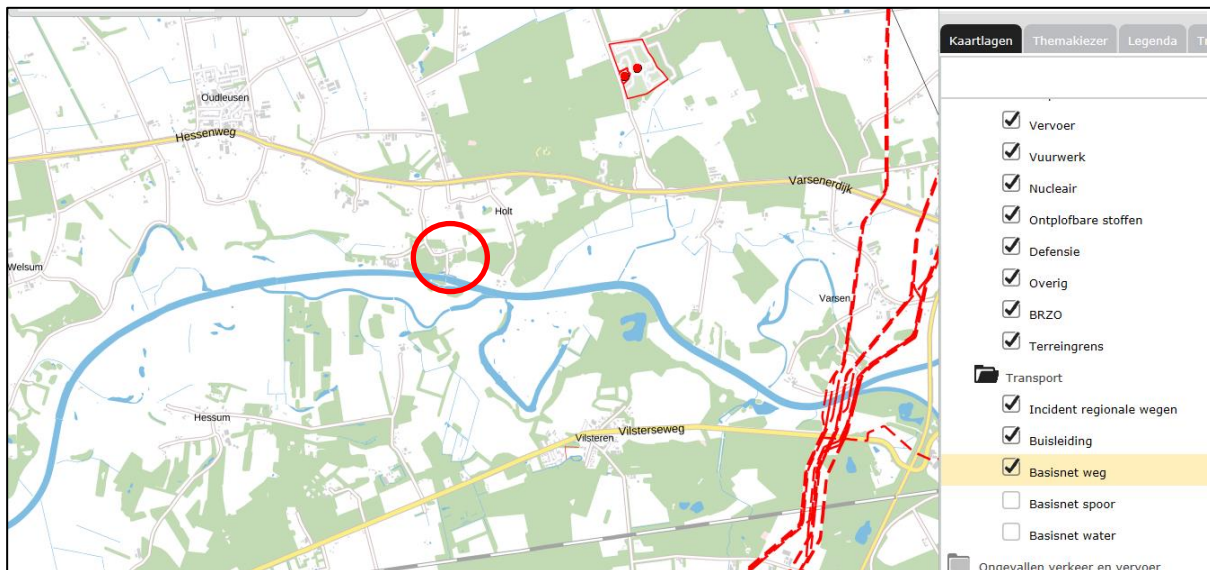 Oudleusen
Hessenweg
Varsenerdijk
Holt
Welsum
Varsen
Hessum
Vilsteren
Vilsterseweg
Kaartlagen
Themakiezer
Legenda
Vervoer
Vuurwerk
Nucleair
Ontplofbare stoffen
Defensie
Overig
BRZO
Terreingrens
Transport
Incident regionale wegen
Buisleiding
Basisnet weg
Basisnet spoor
Basisnet water
Ongevallen verkeer en vervoer